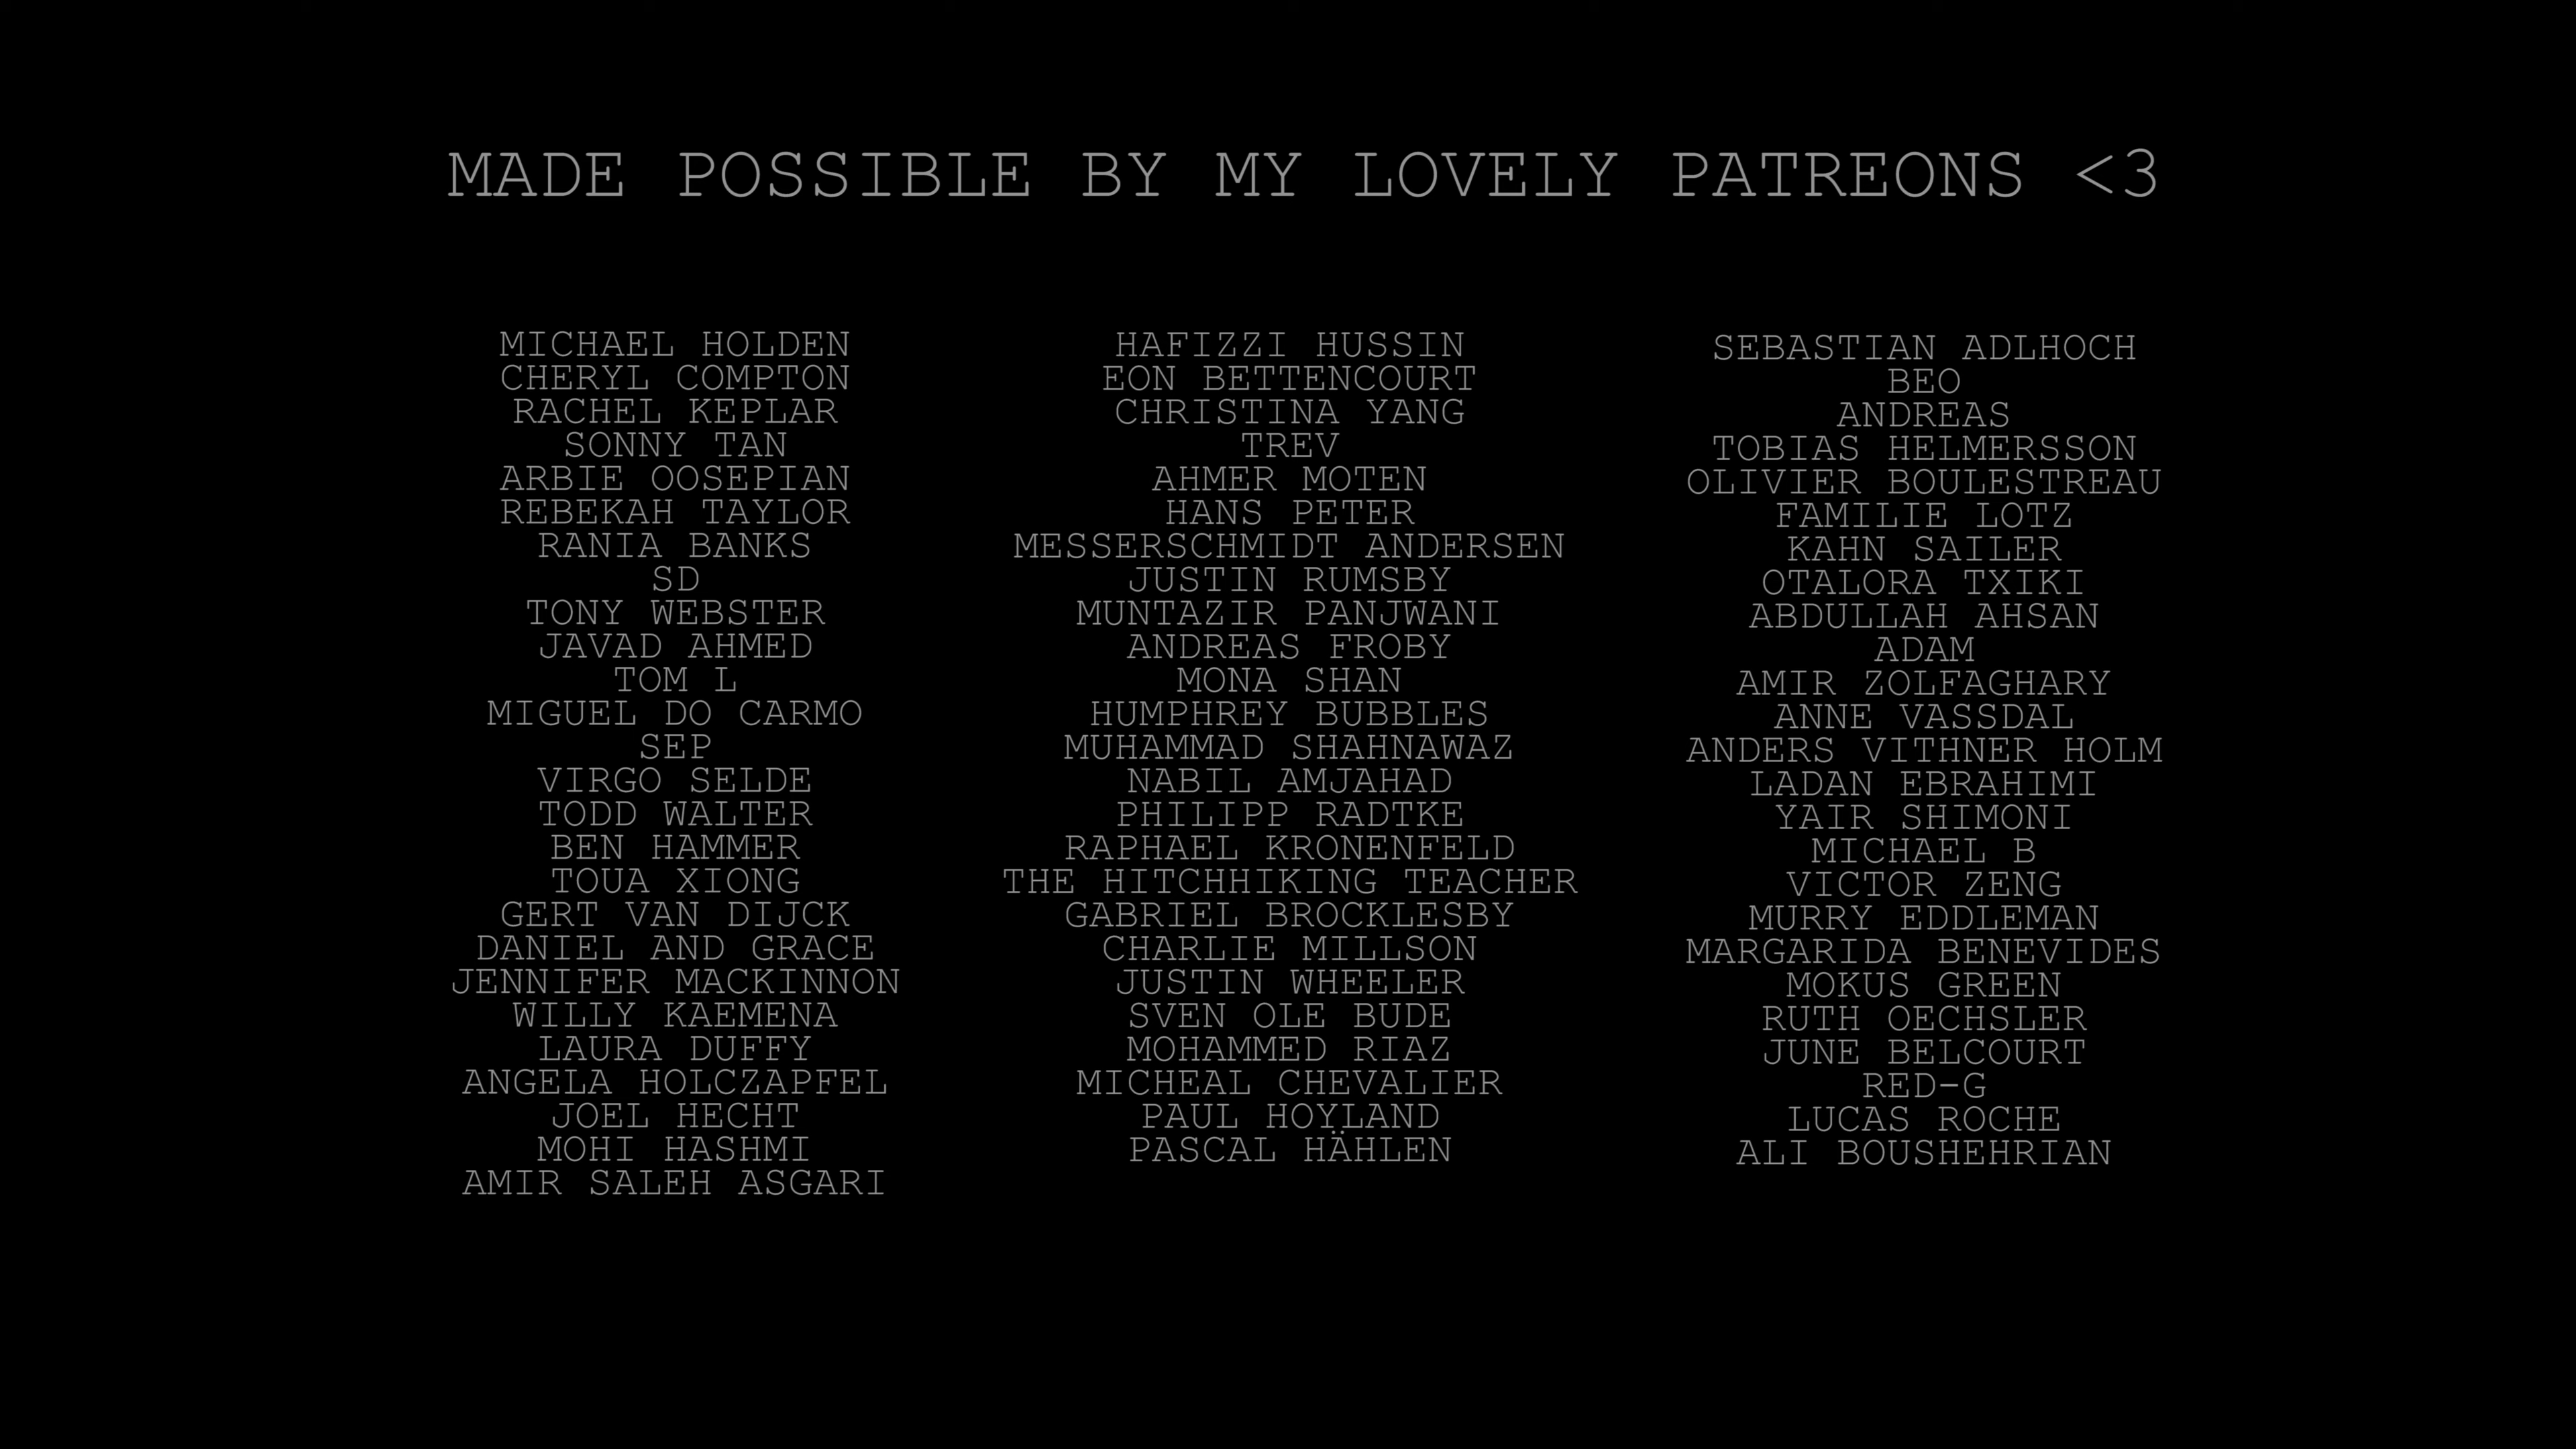 MADE POSSIBLE BY MY LOVELY PATREONS <3
MICHAEL HOLDEN
CHERYL COMPTON
RACHEL KEPLAR
SONNY TAN
ARBIE OOSEPIAN
REBEKAH TAYLOR
RANIA BANKS
SD
TONY WEBSTER
JAVAD AHMED
TOM L
MIGUEL DO CARMO
SEP
VIRGO SELDE
TODD WALTER
BEN HAMMER
TOUA XIONG
GERT VAN DIJCK
DANIEL AND GRACE
JENNIFER MACKINNON
WILLY KAEMENA
LAURA DUFFY
ANGELA HOLCZAPFEL
JOEL HECHT
MOHI HASHMI
AMIR SALEH ASGARI
HAFIZZI HUSSIN
EON BETTENCOURT
CHRISTINA YANG
TREV
AHMER MOTEN
HANS PETER
MESSERSCHMIDT ANDERSEN
JUSTIN RUMSBY
MUNTAZIR PANJWANI
ANDREAS FROBY
MONA SHAN
HUMPHREY BUBBLES
MUHAMMAD SHAHNAWAZ
NABIL AMJAHAD
PHILIPP RADTKE
RAPHAEL KRONENFELD
THE HITCHHIKING TEACHER
GABRIEL BROCKLESBY
CHARLIE MILLSON
JUSTIN WHEELER
SVEN OLE BUDE
MOHAMMED RIAZ
MICHEAL CHEVALIER
PAUL HOYLAND
PASCAL HÄHLEN
SEBASTIAN ADLHOCH
BEO
ANDREAS
TOBIAS HELMERSSON
OLIVIER BOULESTREAU
FAMILIE LOTZ
KAHN SAILER
OTALORA TXIKI
ABDULLAH AHSAN
ADAM
AMIR ZOLFAGHARY
ANNE VASSDAL
ANDERS VITHNER HOLM
LADAN EBRAHIMI
YAIR SHIMONI
MICHAEL B
VICTOR ZENG
MURRY EDDLEMAN
MARGARIDA BENEVIDES
MOKUS GREEN
RUTH OECHSLER
JUNE BELCOURT
RED-G
LUCAS ROCHE
ALI BOUSHEHRIAN